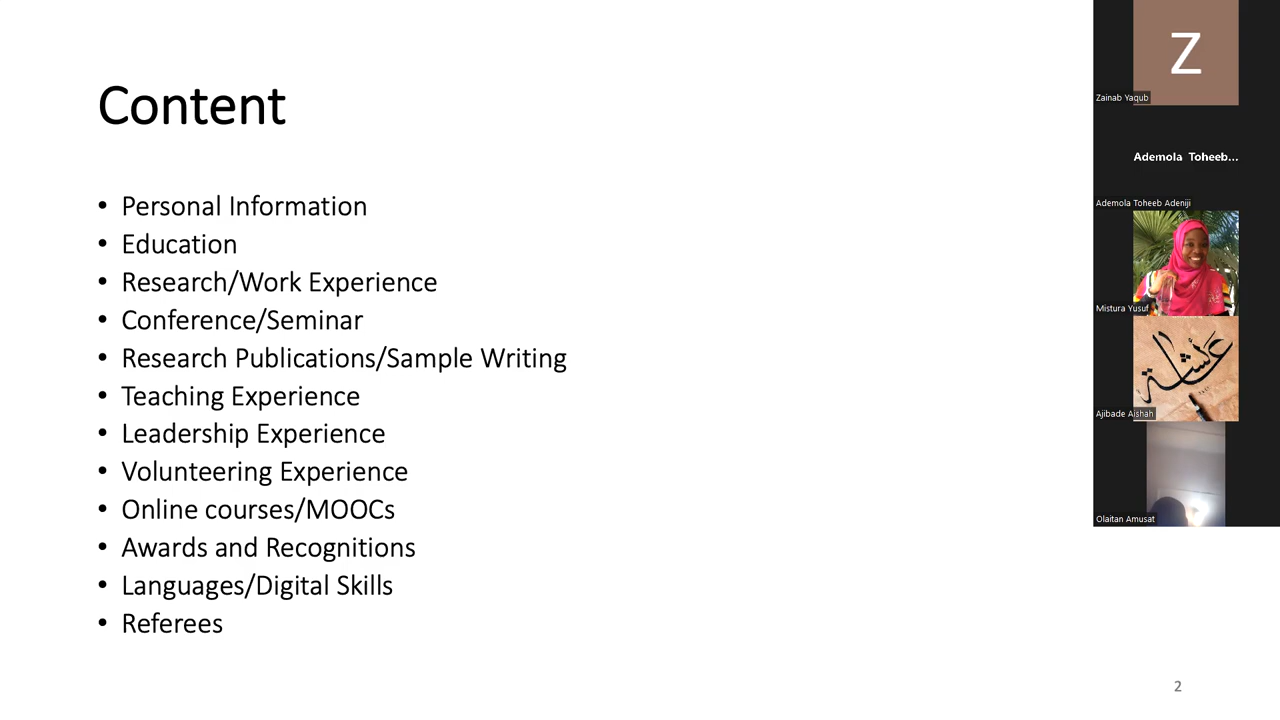 Content
• Personal Information
• Education
• Research/Work Experience
• Conference/Seminar
• Research Publications/Sample Writing
• Teaching Experience
• Leadership Experience
• Volunteering Experience
• Online courses/MOOCs
• Awards and Recognitions
• Languages/Digital Skills
• Referees
2
Z
Zainab Yaqub
Ademola Toheeb...
Ademola Toheeb Adeniji
Mistura Yusuf
عائشة
Ajibade Aishah
Olaitan Amusat